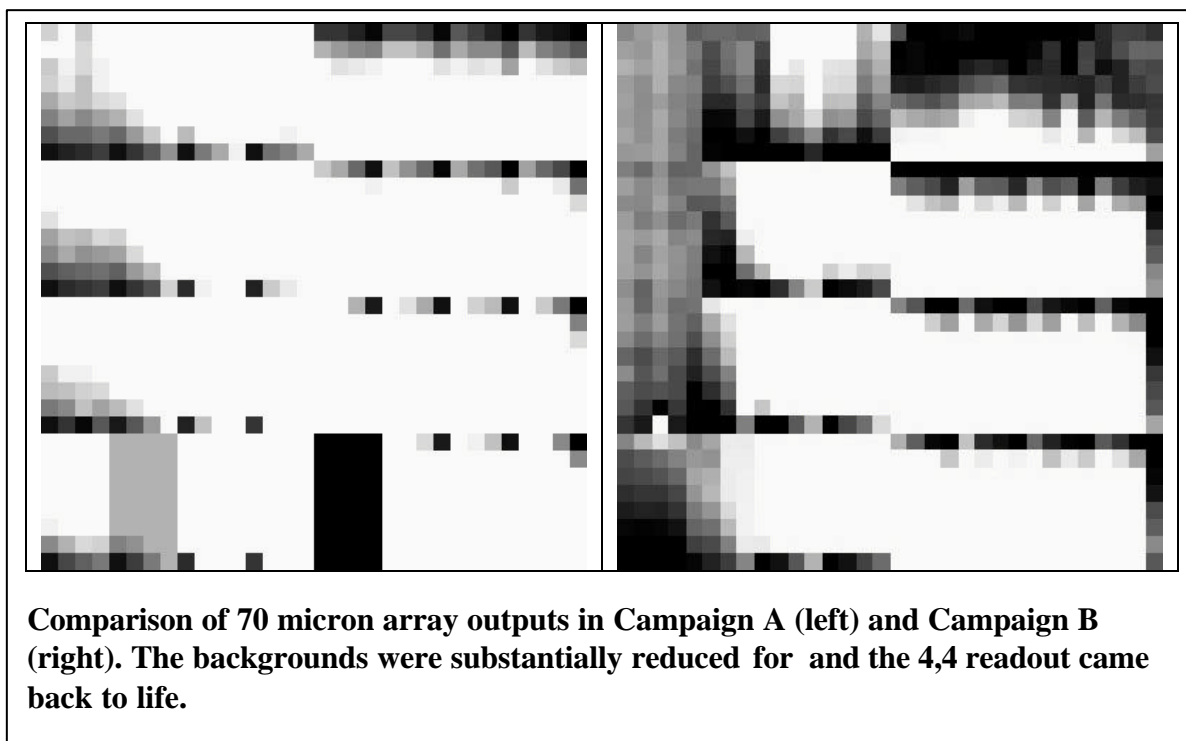 Comparison of 70 micron array outputs in Campaign A (left) and Campaign B
(right). The backgrounds were substantially reduced for and the 4,4 readout came
back to life.